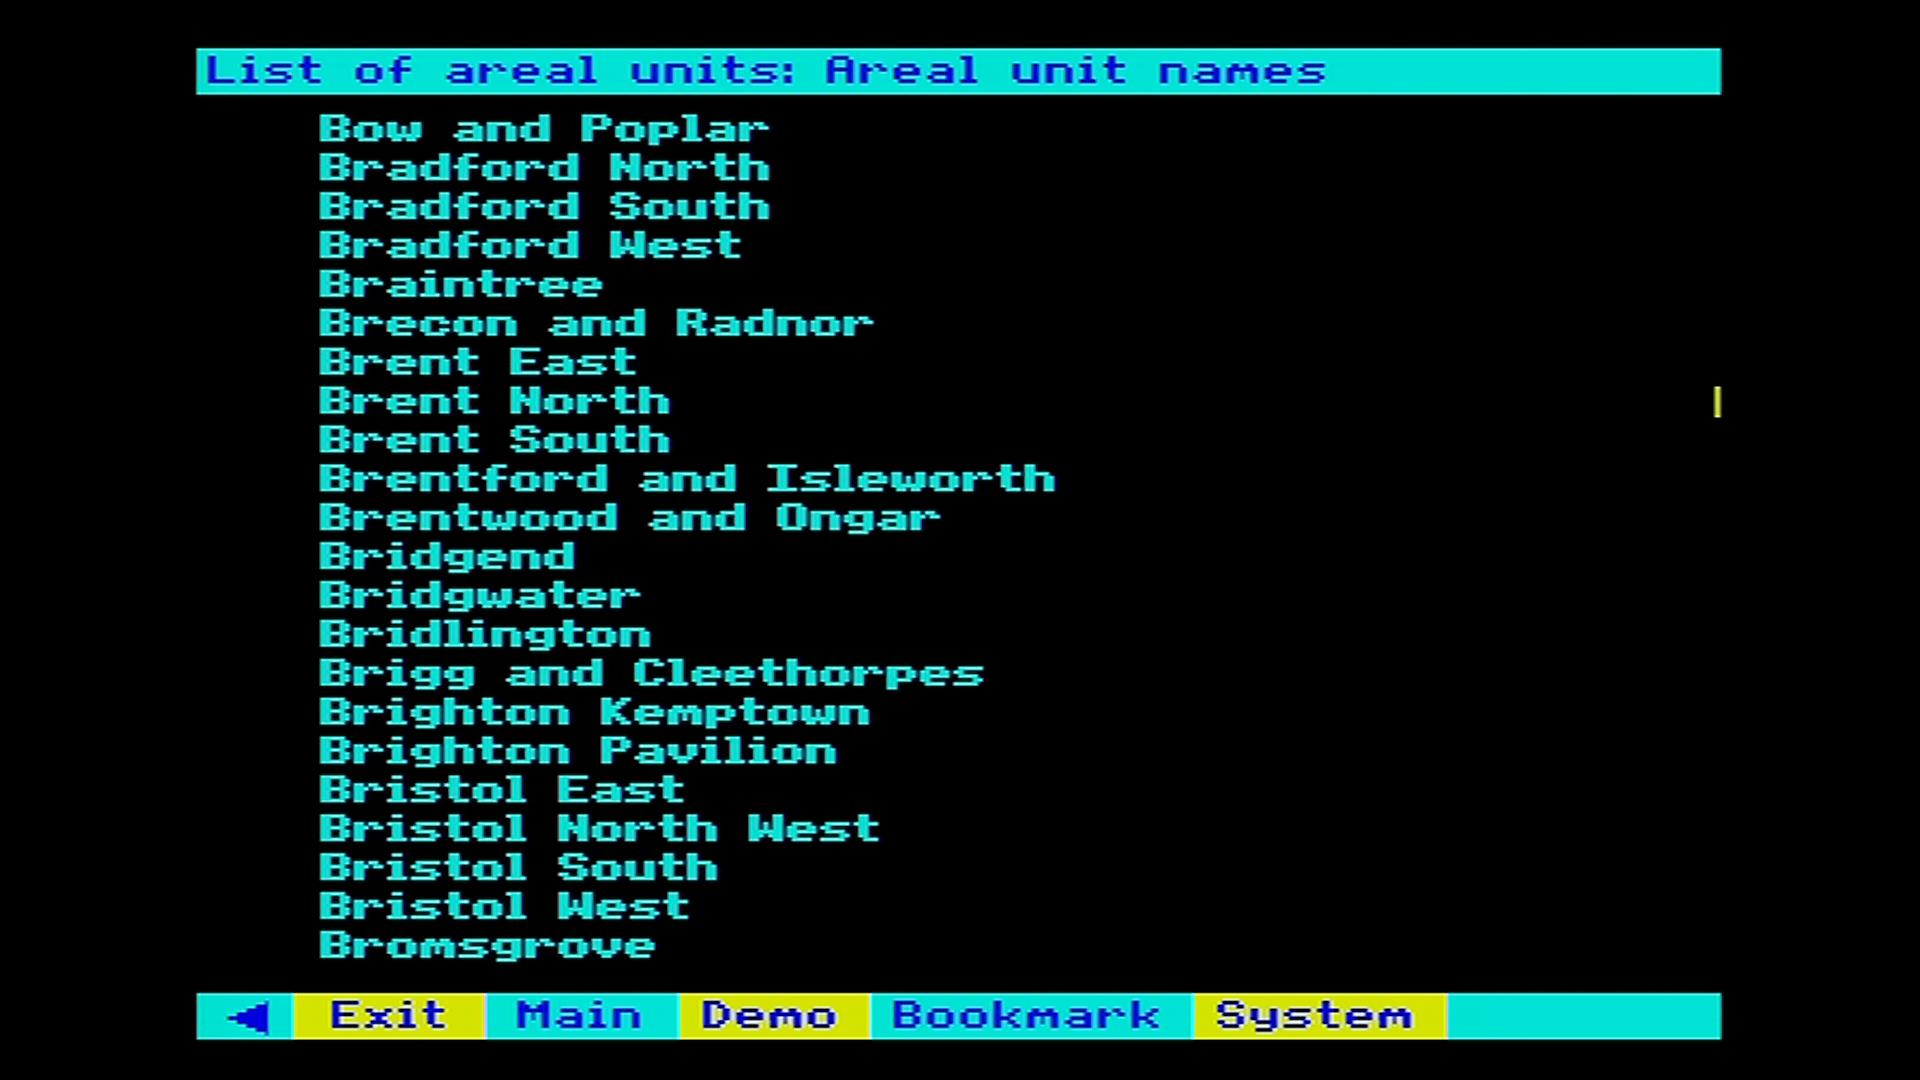 List of areal units: Areal unit names
Bow and Poplar
Bradford North
Bradford South
Bradford West
Braintree
Brecon and Radnor
Brent East
Brent North
Brent South
Brentford and Isleworth
Brentwood and Ongar
Bridgend
Bridgwater
Bridlington
Brigg and Cleethorpes
Brighton Kemptown
Brighton Pavilion
Bristol East
Bristol North West
Bristol South
Bristol West
Bromsgrove
Exit Main Demo Bookmark System